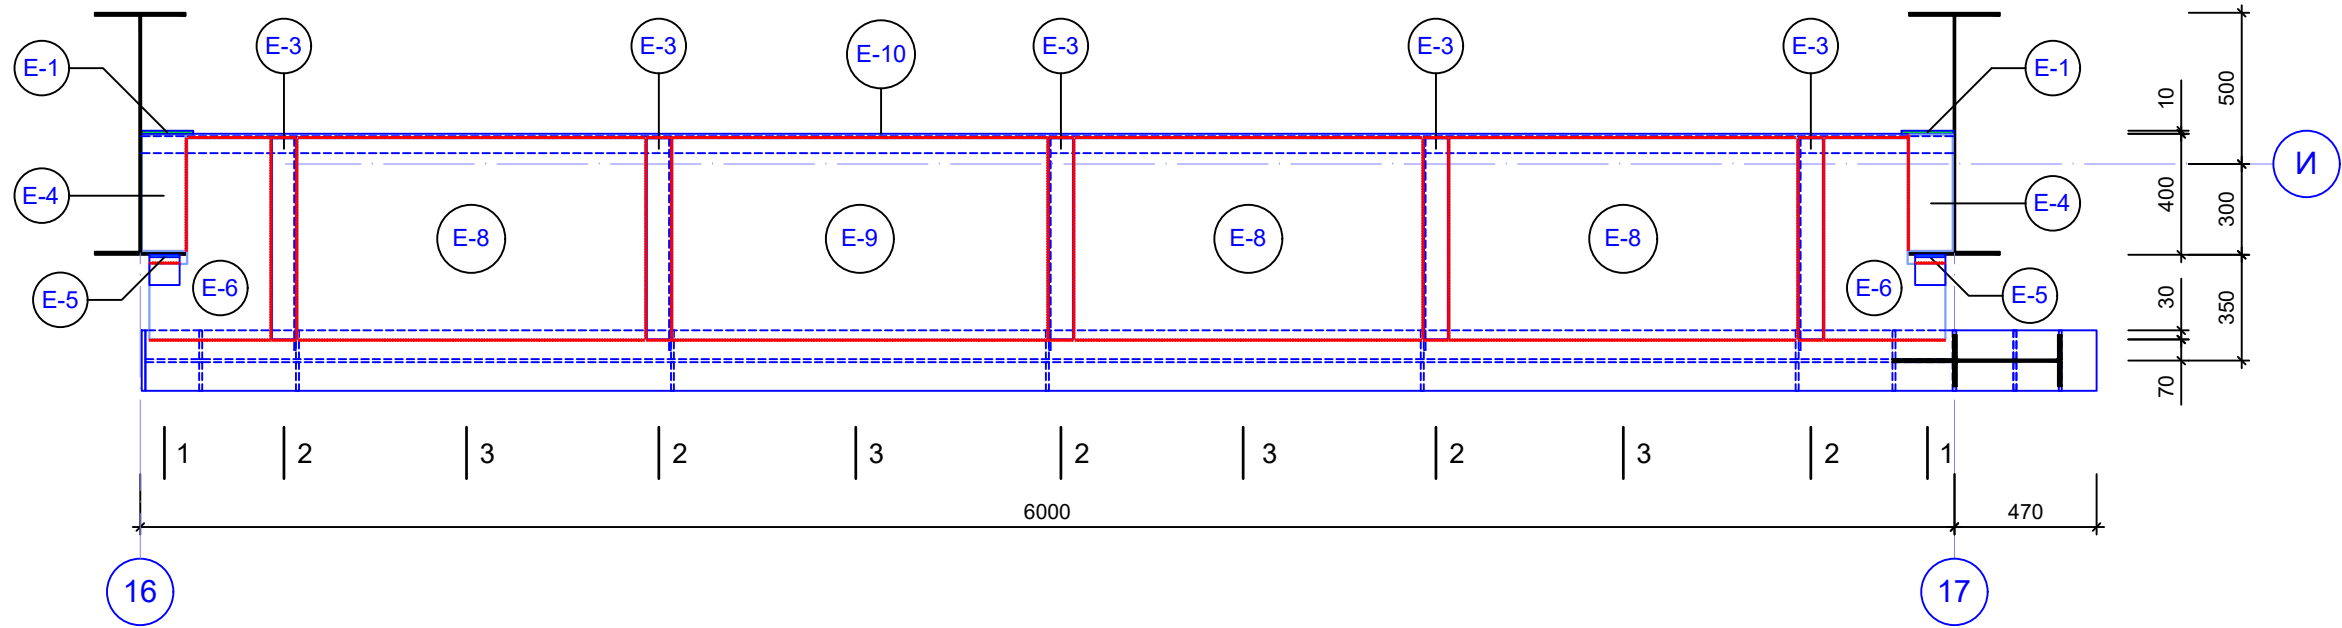 E-3 E-3 E-10 E-3 E-3 E-3
E-1 E-1
10
500
И
E-4 E-4
400
300
E-8 E-9 E-8 E-8
E-6 E-6
E-5 E-5
30
350
70
1 2 3 2 3 2 3 2 3 2 1
6000 470
16 17